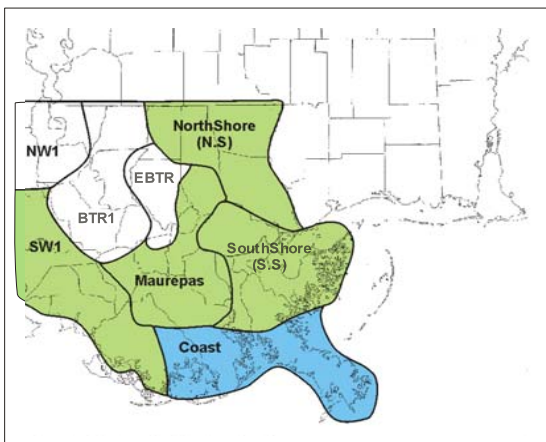 NorthShore
(N.S)
NW1
EBTR
BTR1
SW1
SouthShore
(S.S)
Maurepas
Coast